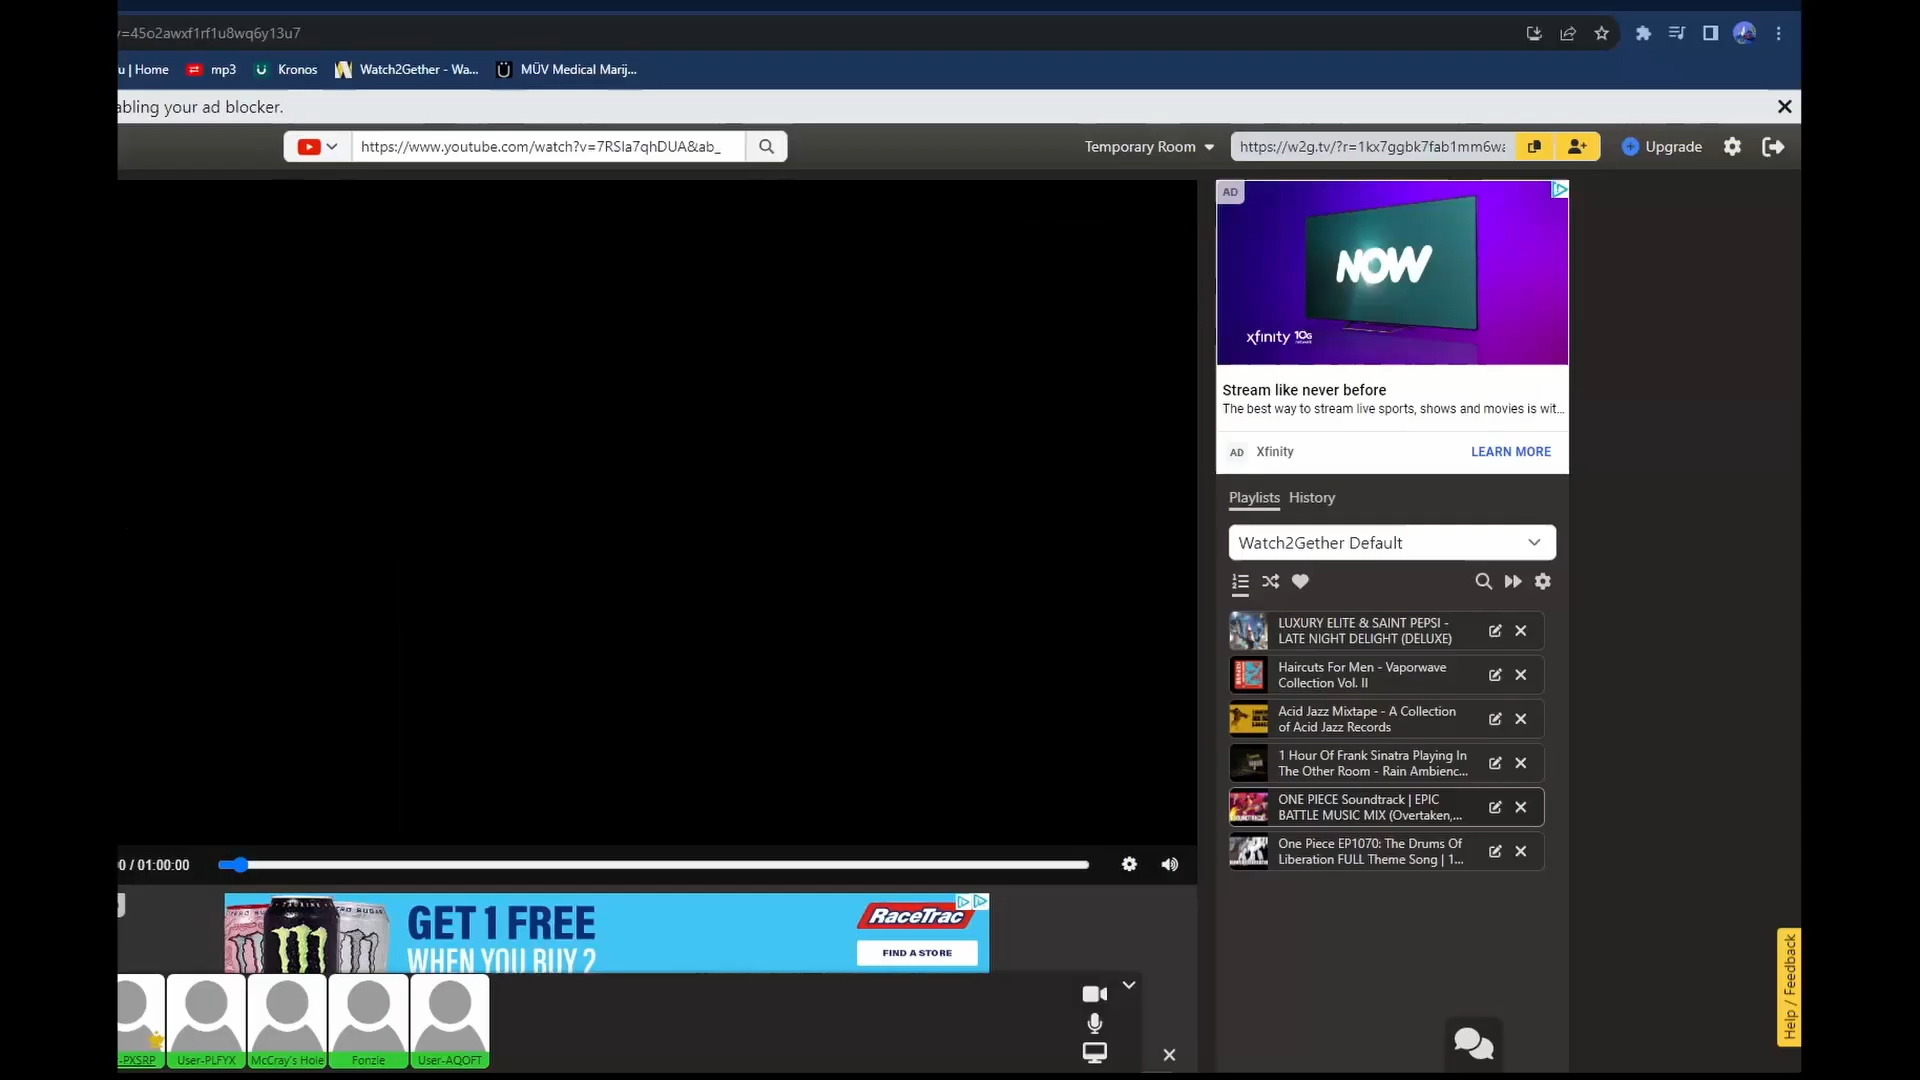 y=45o2awxf1rf1u8wq6y13u7
u | Home
mp3
Kronos
Watch2Gether - Wa...
MÜV Medical Marij...
abling your ad blocker.
https://www.youtube.com/watch?v=7RSIa7qhDUA&ab_
Temporary Room
https://w2g.tv/?r=1kx7ggbk7fab1mm6wa
Upgrade
AD
NOW
xfinity 10G
network
Stream like never before
The best way to stream live sports, shows and movies is wit...
AD Xfinity
LEARN MORE
Playlists
History
Watch2Gether Default
LUXURY ELITE & SAINT PEPSI -
LATE NIGHT DELIGHT (DELUXE)
Haircuts For Men - Vaporwave
Collection Vol. II
Acid Jazz Mixtape - A Collection
of Acid Jazz Records
1 Hour Of Frank Sinatra Playing In
The Other Room - Rain Ambienc...
ONE PIECE Soundtrack | EPIC
BATTLE MUSIC MIX (Overtaken,...
One Piece EP1070: The Drums Of
Liberation FULL Theme Song | 1...
0 / 01:00:00
ZERO SUGAR
GET 1 FREE
WHEN YOU BUY 2
RaceTrac
FIND A STORE
-PXSRP
User-PLFYX
McCray's Hole
Fonzie
User-AQOFT
Help / Feedback